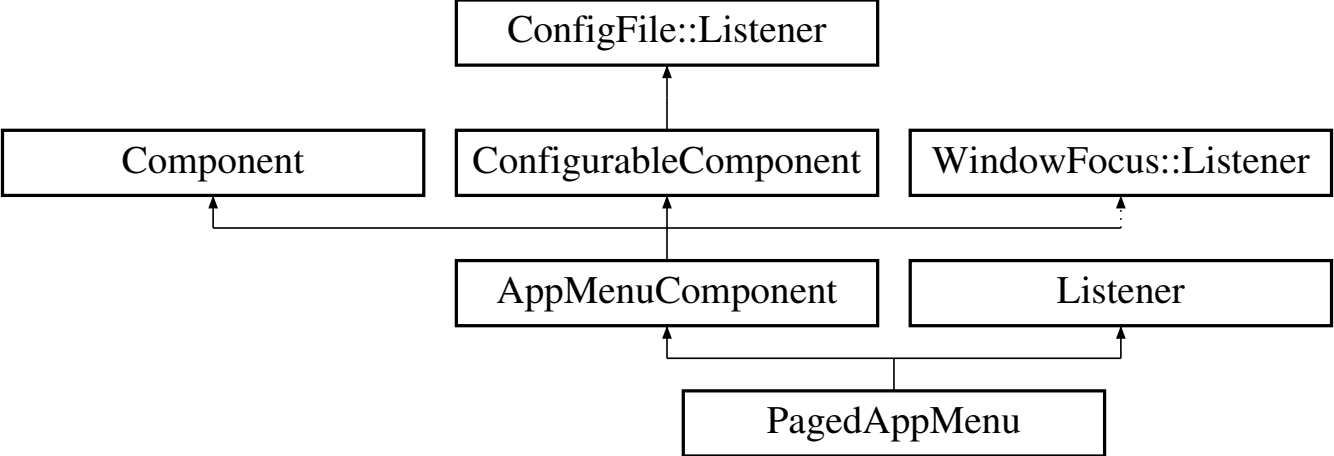 ConfigFile::Listener
Component
ConfigurableComponent
WindowFocus::Listener
AppMenuComponent
Listener
PagedAppMenu